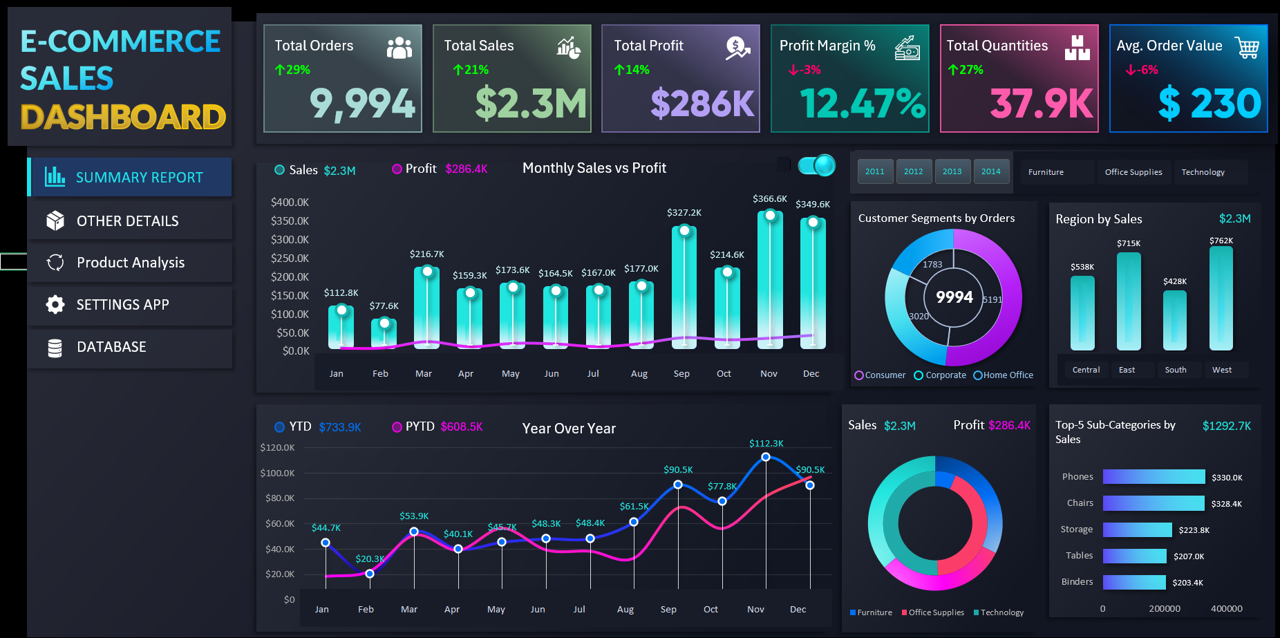 E-COMMERCE
SALES
DASHBOARD
SUMMARY REPORT
OTHER DETAILS
Product Analysis
SETTINGS APP
DATABASE
Total Orders
29%
9,994
Total Sales
21%
$2.3M
Total Profit
14%
$286K
Profit Margin %
-3%
12.47%
Total Quantities
27%
37.9K
Avg. Order Value
-6%
$ 230
Sales $2.3M Profit $286.4K Monthly Sales vs Profit
$400.0K
$350.0K
$300.0K
$250.0K
$200.0K
$150.0K
$100.0K
$50.0K
$0.0K
$112.8K $77.6K $216.7K $159.3K $173.6K $164.5K $167.0K $177.0K $327.2K $214.6K $366.6K $349.6K
Jan Feb Mar Apr May Jun Jul Aug Sep Oct Nov Dec
2011 2012 2013 2014
Furniture Office Supplies Technology
Customer Segments by Orders
1783
9994
5191
3020
Consumer Corporate Home Office
Region by Sales $2.3M
$538K $715K $428K $762K
Central East South West
YTD $733.9K PYTD $608.5K Year Over Year
$120.0K
$100.0K
$80.0K
$60.0K
$40.0K
$20.0K
$0
$44.7K $20.3K $53.9K $40.1K $45.7K $48.3K $48.4K $61.5K $90.5K $77.8K $112.3K $90.5K
Jan Feb Mar Apr May Jun Jul Aug Sep Oct Nov Dec
Sales $2.3M Profit $286.4K
Furniture Office Supplies Technology
Top-5 Sub-Categories by
Sales
$1292.7K
Phones $330.0K
Chairs $328.4K
Storage $223.8K
Tables $207.0K
Binders $203.4K
0 200000 400000